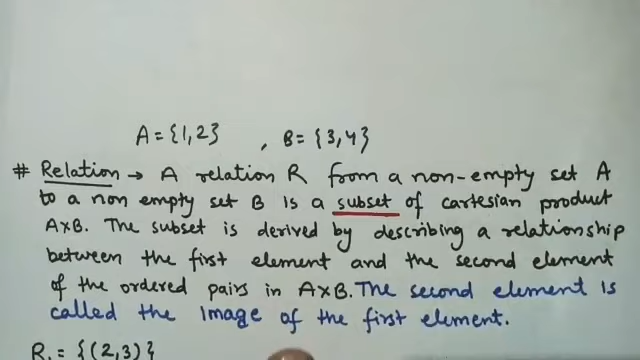 A = {1,2} , B = {3,4}
# Relation → A relation R from a non-empty set A
to a non empty set B is a subset of cartesian product
AxB. The subset is derived by describing a relationship
between the first element and the second element
of the ordered pairs in AxB. The second element is
called the image of the first element.
R₁ = {(2,3)}